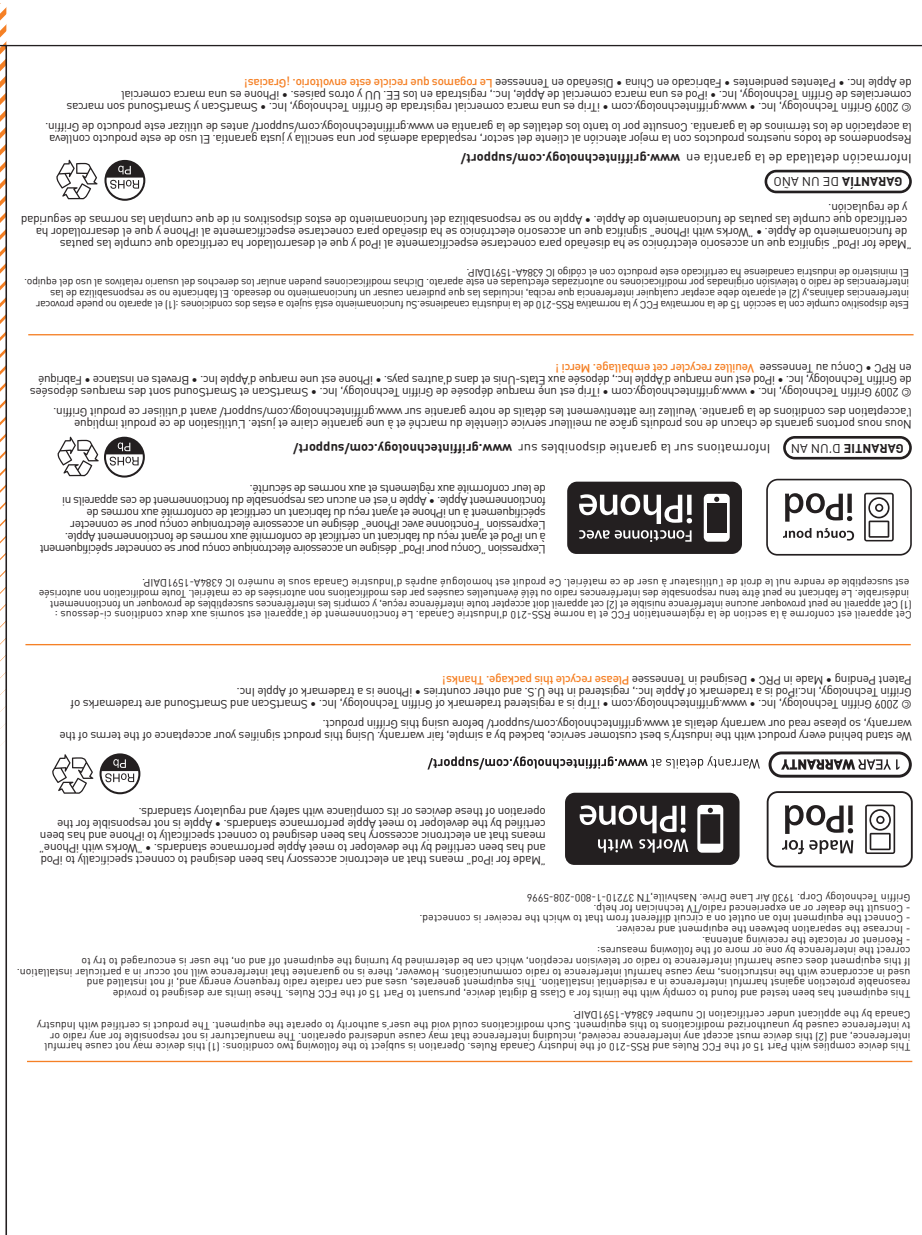 This device complies with Part 15 of the FCC Rules and RSS-210 of the Industry Canada Rules. Operation is subject to the following two conditions: [1] this device may not cause harmful
interference, and [2] this device must accept any interference received, including interference that may cause undesired operation. The manufacturer is not responsible for any radio or
tv interference caused by unauthorized modifications to this equipment. Such modifications could void the user's authority to operate the equipment. The product is certified with Industry
Canada by the applicant under certification IC number 6384A-1591DAIP.
This equipment has been tested and found to comply with the limits for a Class B digital device, pursuant to Part 15 of the FCC Rules. These limits are designed to provide
reasonable protection against harmful interference in a residential installation. This equipment generates, uses and can radiate radio frequency energy and, if not installed and
used in accordance with the instructions, may cause harmful interference to radio communications. However, there is no guarantee that interference will not occur in a particular installation.
If this equipment does cause harmful interference to radio or television reception, which can be determined by turning the equipment off and on, the user is encouraged to try to
correct the interference by one or more of the following measures:
- Reorient or relocate the receiving antenna.
- Increase the separation between the equipment and receiver.
- Connect the equipment into an outlet on a circuit different from that to which the receiver is connected.
- Consult the dealer or an experienced radio/TV technician for help.
Griffin Technology Corp. 1930 Air Lane Drive. Nashville,TN 37210-1-800-208-5996
Made for
iPod
Works with
iPhone
"Made for iPod" means that an electronic accessory has been designed to connect specifically to iPod
and has been certified by the developer to meet Apple performance standards. • "Works with iPhone"
means that an electronic accessory has been designed to connect specifically to iPhone and has been
certified by the developer to meet Apple performance standards. • Apple is not responsible for the
operation of these devices or its compliance with safety and regulatory standards.
1 YEAR WARRANTY Warranty details at www.griffintechnology.com/support/
RoHS
Pb
We stand behind every product with the industry's best customer service, backed by a simple, fair warranty. Using this product signifies your acceptance of the terms of the
warranty, so please read our warranty details at www.griffintechnology.com/support/ before using this Griffin product.
© 2009 Griffin Technology, Inc. • www.griffintechnology.com • iTrip is a registered trademark of Griffin Technology, Inc. • SmartScan and SmartSound are trademarks of
Griffin Technology, Inc.iPod is a trademark of Apple Inc., registered in the U.S. and other countries • iPhone is a trademark of Apple Inc.
Patent Pending • Made in PRC • Designed in Tennessee Please recycle this package. Thanks!
Cet appareil est conforme à la section de la réglementation FCC et la norme RSS-210 d'Industrie Canada. Le fonctionnement de l'appareil est soumis aux deux conditions ci-dessous :
[1] Cet appareil ne peut provoquer aucune interférence nuisible et [2] cet appareil doit accepter toute interférence reçue, y compris les interférences susceptibles de provoquer un fonctionnement
indésirable. Le fabricant ne peut être tenu responsable des interférences radio ou télé éventuelles causées par des modifications non autorisées de ce matériel. Toute modification non autorisée
est susceptible de rendre nul le droit de l'utilisateur à user de ce matériel. Ce produit est homologué auprès d'Industrie Canada sous le numéro IC 6384A-1591DAIP.
Conçu pour
iPod
Fonctionne avec
iPhone
L'expression "Conçu pour iPod" désigne un accessoire électronique conçu pour se connecter spécifiquement
à un iPod et ayant reçu du fabricant un certificat de conformité aux normes de fonctionnement Apple.
L'expression "Fonctionne avec iPhone" désigne un accessoire électronique conçu pour se connecter
spécifiquement à un iPhone et ayant reçu du fabricant un certificat de conformité aux normes de
fonctionnement Apple. • Apple n'est en aucun cas responsable du fonctionnement de ces appareils ni
de leur conformité aux règlements et aux normes de sécurité.
GARANTIE D'UN AN Informations sur la garantie disponibles sur www.griffintechnology.com/support/
RoHS
Pb
Nous nous portons garants de chacun de nos produits grâce au meilleur service clientèle du marché et à une garantie claire et juste. L'utilisation de ce produit implique
l'acceptation des conditions de la garantie. Veuillez lire attentivement les détails de notre garantie sur www.griffintechnology.com/support/ avant d'utiliser ce produit Griffin.
© 2009 Griffin Technology, Inc. • www.griffintechnology.com • iTrip est une marque déposée de Griffin Technology, Inc. • SmartScan et SmartSound sont des marques déposées
de Griffin Technology, Inc. • iPod est une marque d'Apple Inc., déposée aux États-Unis et dans d'autres pays. • iPhone est une marque d'Apple Inc. • Brevets en instance • Fabriqué
en RPC • Conçu au Tennessee Veuillez recycler cet emballage. Merci !
Este dispositivo cumple con la sección 15 de la normativa FCC y la normativa RSS-210 de la industria canadiense.Su funcionamiento está sujeto a estas dos condiciones :[1] el aparato no puede provocar
interferencias dañinas,y [2] el aparato debe aceptar cualquier interferencia que reciba, incluidas las que pudieran causar un funcionamiento no deseado. El fabricante no se responsabiliza de las
interferencias de radio o televisión originadas por modificaciones no autorizadas efectuadas en este aparato. Dichas modificaciones pueden anular los derechos del usuario relativos al uso del equipo.
El ministerio de industria canadiense ha certificado este producto con el código IC 6384A-1591DAIP.
"Made for iPod" significa que un accesorio electrónico se ha diseñado para conectarse específicamente al iPod y que el desarrollador ha certificado que cumple las pautas
de funcionamiento de Apple. • "Works with iPhone" significa que un accesorio electrónico se ha diseñado para conectarse específicamente al iPhone y que el desarrollador ha
certificado que cumple las pautas de funcionamiento de Apple. • Apple no se responsabiliza del funcionamiento de estos dispositivos ni de que cumplan las normas de seguridad
y de regulación.
GARANTÍA DE UN AÑO
Información detallada de la garantía en www.griffintechnology.com/support/
RoHS
Pb
Respondemos de todos nuestros productos con la mejor atención al cliente del sector, respaldada además por una sencilla y justa garantía. El uso de este producto conlleva
la aceptación de los términos de la garantía. Consulte por lo tanto los detalles de la garantía en www.griffintechnology.com/support/ antes de utilizar este producto de Griffin.
© 2009 Griffin Technology, Inc. • www.griffintechnology.com • iTrip es una marca comercial registrada de Griffin Technology, Inc. • SmartScan y SmartSound son marcas
comerciales de Griffin Technology, Inc. • iPod es una marca comercial de Apple, Inc., registrada en los EE. UU y otros países. • iPhone es una marca comercial
de Apple Inc. • Patentes pendientes • Fabricado en China • Diseñado en Tennessee Le rogamos que recicle este envoltorio. ¡Gracias!